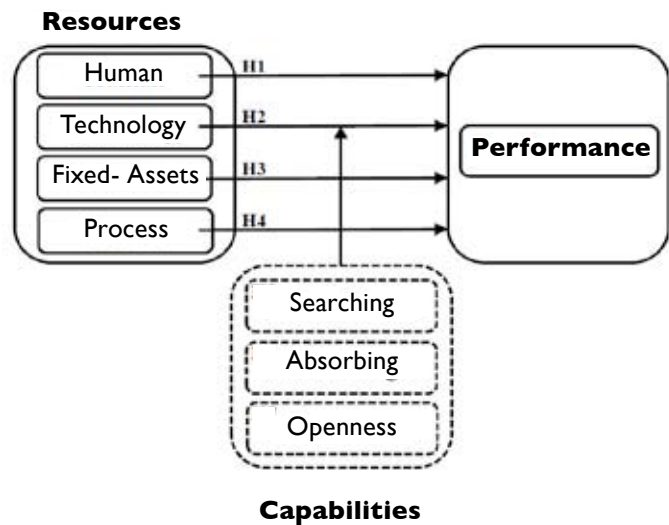 Resources
Human
H1
Technology
H2
Performance
Fixed- Assets
H3
Process
H4
Searching
Absorbing
Openness
Capabilities